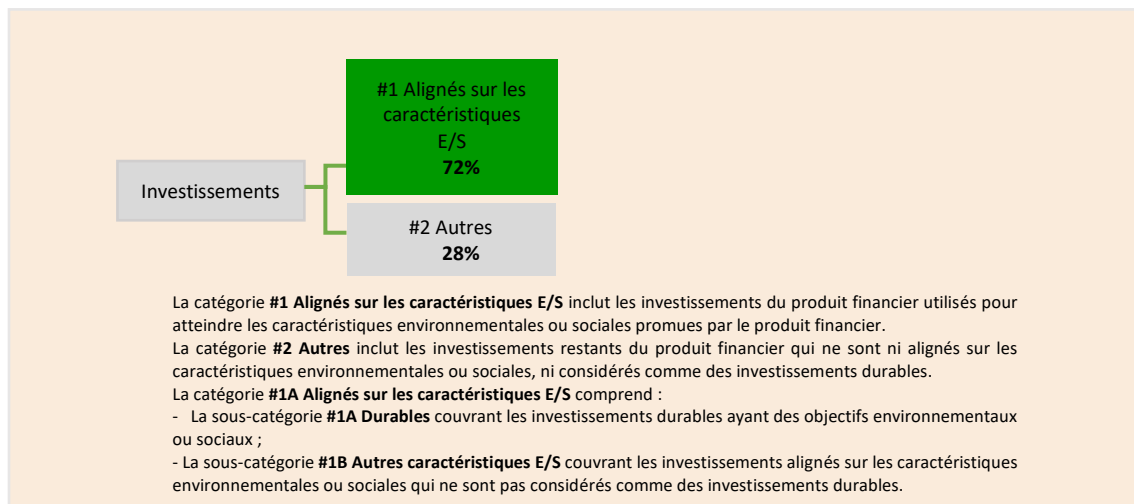 #1 Alignés sur les
caractéristiques
E/S
72%
Investissements
#2 Autres
28%
La catégorie #1 Alignés sur les caractéristiques E/S inclut les investissements du produit financier utilisés pour
atteindre les caractéristiques environnementales ou sociales promues par le produit financier.
La catégorie #2 Autres inclut les investissements restants du produit financier qui ne sont ni alignés sur les
caractéristiques environnementales ou sociales, ni considérés comme des investissements durables.
La catégorie #1A Alignés sur les caractéristiques E/S comprend :
- La sous-catégorie #1A Durables couvrant les investissements durables ayant des objectifs environnementaux
ou sociaux ;
- La sous-catégorie #1B Autres caractéristiques E/S couvrant les investissements alignés sur les caractéristiques
environnementales ou sociales qui ne sont pas considérés comme des investissements durables.